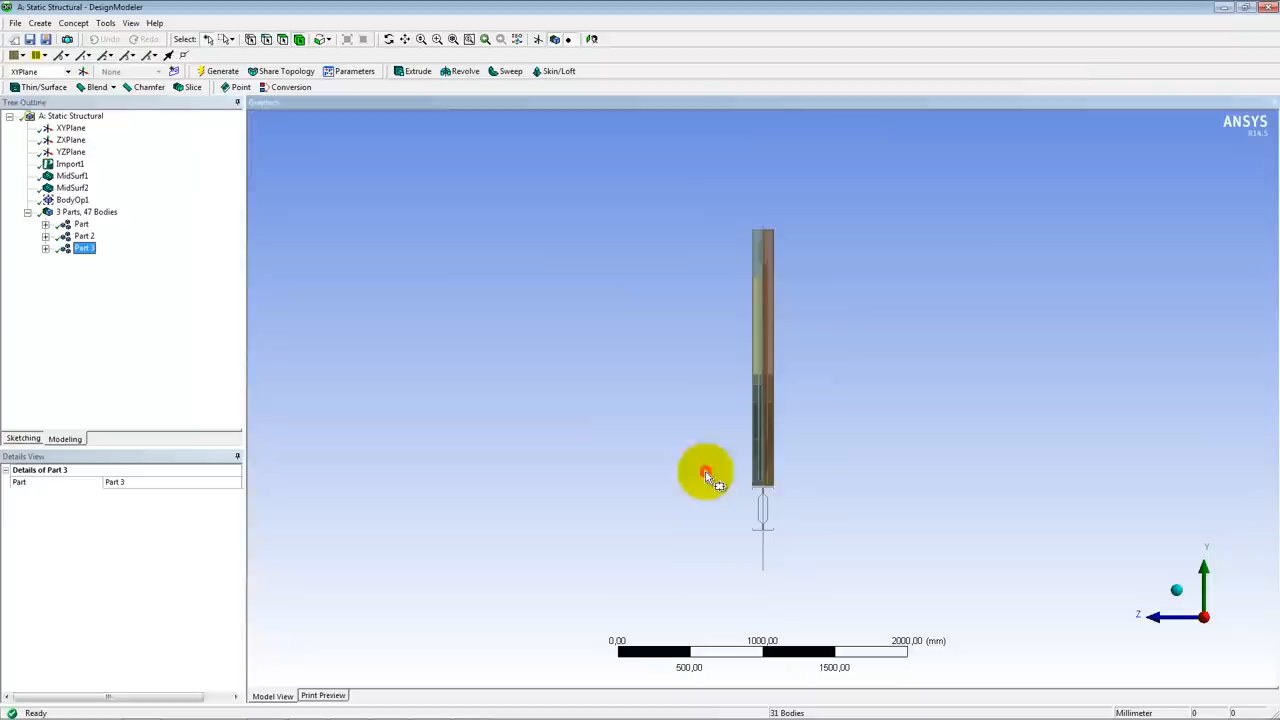 A: Static Structural - DesignModeler
File Create Concept Tools View Help
Undo Redo Select:
XYPlane None Generate Share Topology Parameters Extrude Revolve Sweep Skin/Loft
Thin/Surface Blend Chamfer Slice Point Conversion
Tree Outline
Graphics
A: Static Structural
XYPlane
ZXPlane
YZPlane
Import1
MidSurf1
MidSurf2
BodyOp1
3 Parts, 47 Bodies
Part
Part 2
Part 3
Sketching Modeling
Details View
Details of Part 3
Part Part 3
ANSYS
R14.5
Y
Z
0,00 1000,00 2000,00 (mm)
500,00 1500,00
Model View Print Preview
Ready 31 Bodies Millimeter 0 0